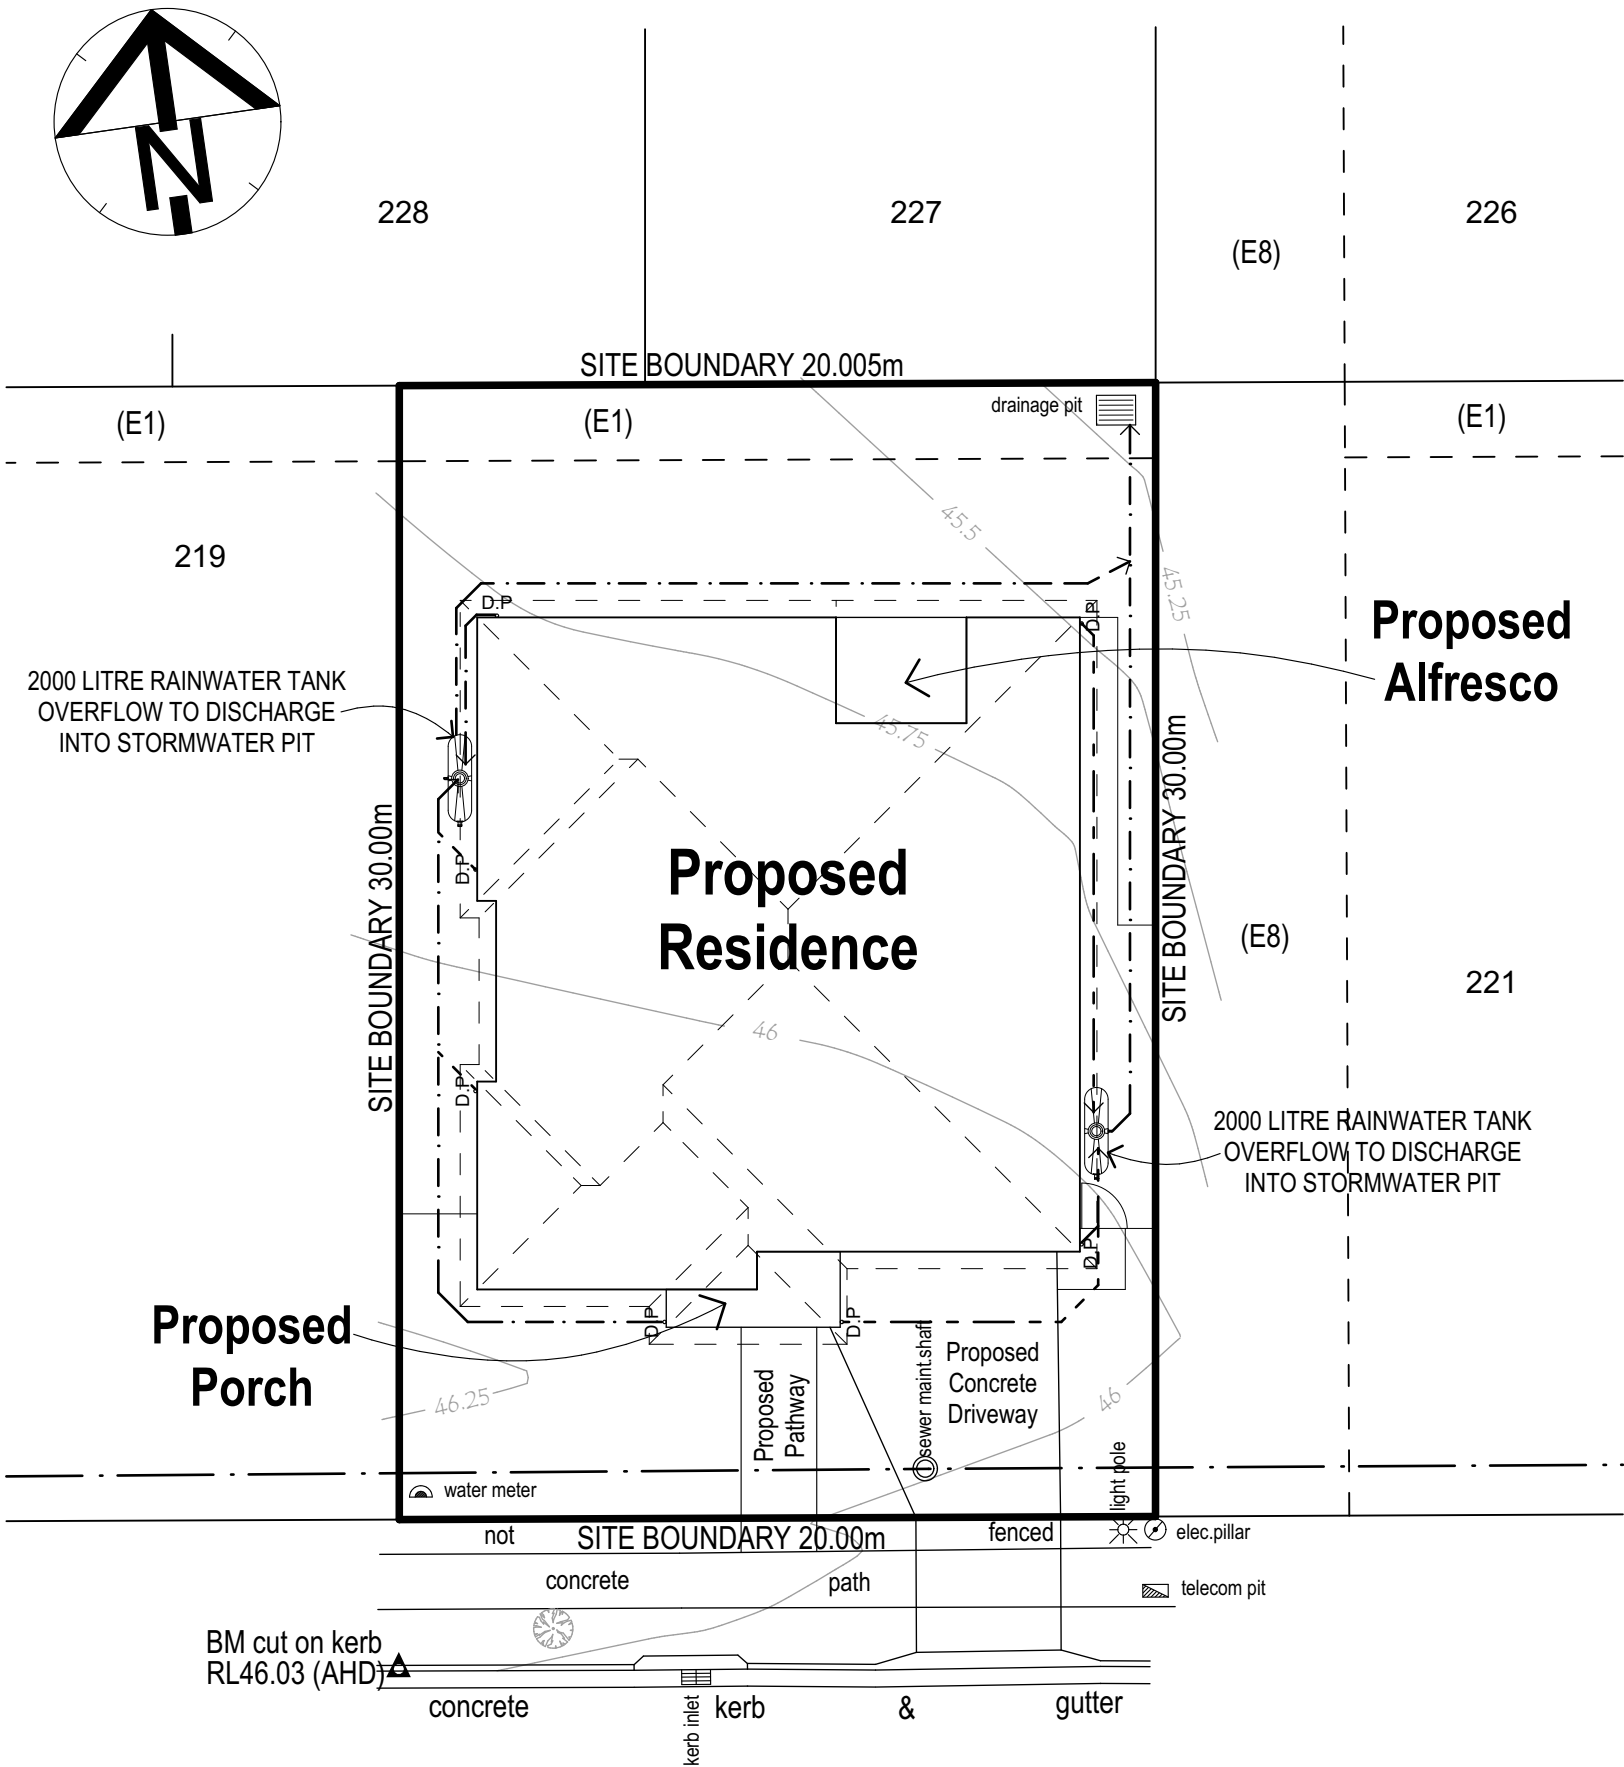 N
228
227
226
(E8)
SITE BOUNDARY 20.005m
(E1)
(E1)
drainage pit
(E1)
45.5
219
45.25
D.P
D.P
Proposed
Alfresco
2000 LITRE RAINWATER TANK
OVERFLOW TO DISCHARGE
INTO STORMWATER PIT
45.75
SITE BOUNDARY 30.00m
SITE BOUNDARY 30.00m
D.P
Proposed
Residence
(E8)
221
46
D.P
2000 LITRE RAINWATER TANK
OVERFLOW TO DISCHARGE
INTO STORMWATER PIT
D.P
Proposed
Porch
D.P
D.P
sewer maint.shaft
Proposed
Concrete
Driveway
Proposed
Pathway
46.25
46
light pole
water meter
not
SITE BOUNDARY 20.00m
fenced
elec.pillar
concrete
path
telecom pit
BM cut on kerb
RL46.03 (AHD)
concrete
kerb inlet
kerb
&
gutter